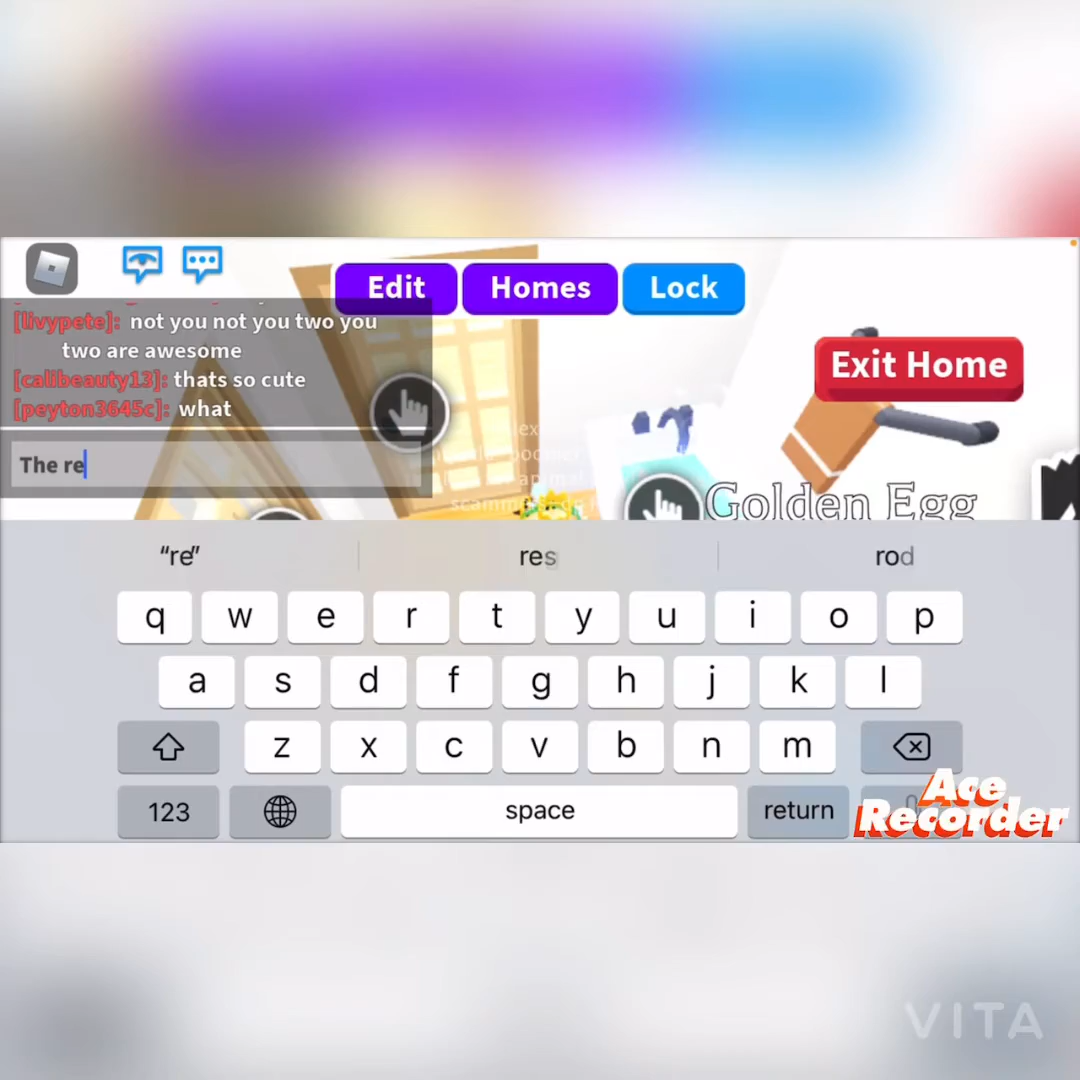 Edit Homes Lock
[livypete]: not you not you two you
two are awesome
[calibeauty13]: thats so cute
[peyton3645c]: what
Exit Home
The re
Golden Egg
“re” res rod
q w e r t y u i o p
a s d f g h j k l
z x c v b n m
123 space return
Ace
Recorder
VITA